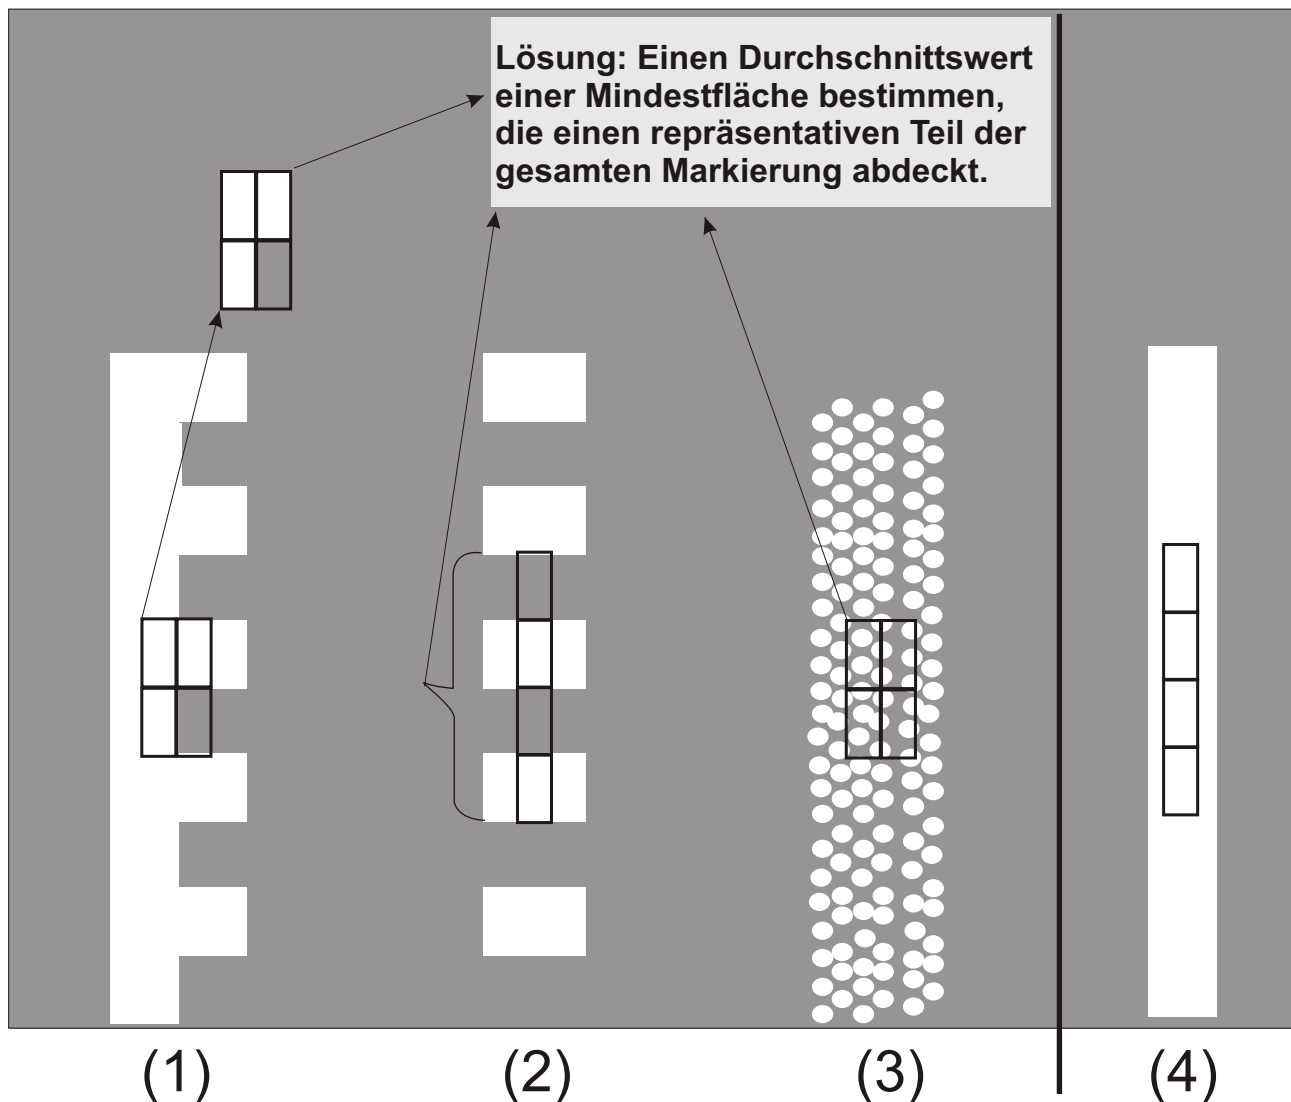 Lösung: Einen Durchschnittswert
einer Mindestfläche bestimmen,
die einen repräsentativen Teil der
gesamten Markierung abdeckt.
(1) (2) (3) (4)